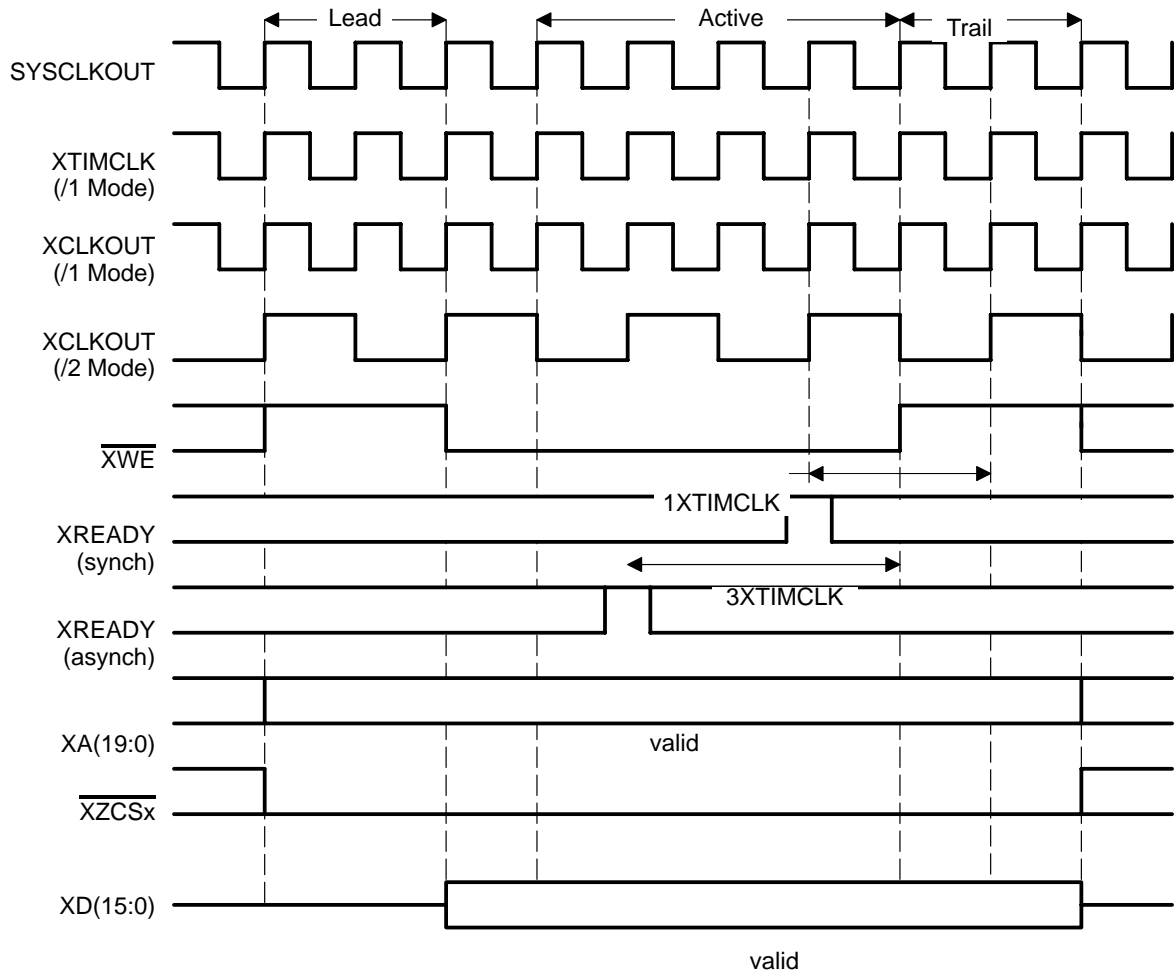 Lead
Active
Trail
SYSCLKOUT
XTIMCLK
(/1 Mode)
XCLKOUT
(/1 Mode)
XCLKOUT
(/2 Mode)
XWE
1XTIMCLK
XREADY
(synch)
3XTIMCLK
XREADY
(asynch)
XA(19:0)
valid
XZCSx
XD(15:0)
valid